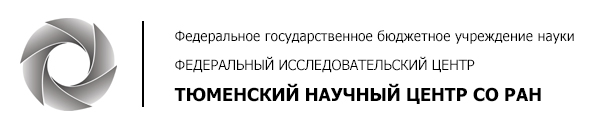 Федеральное государственное бюджетное учреждение науки
ФЕДЕРАЛЬНЫЙ ИССЛЕДОВАТЕЛЬСКИЙ ЦЕНТР
ТЮМЕНСКИЙ НАУЧНЫЙ ЦЕНТР СО РАН